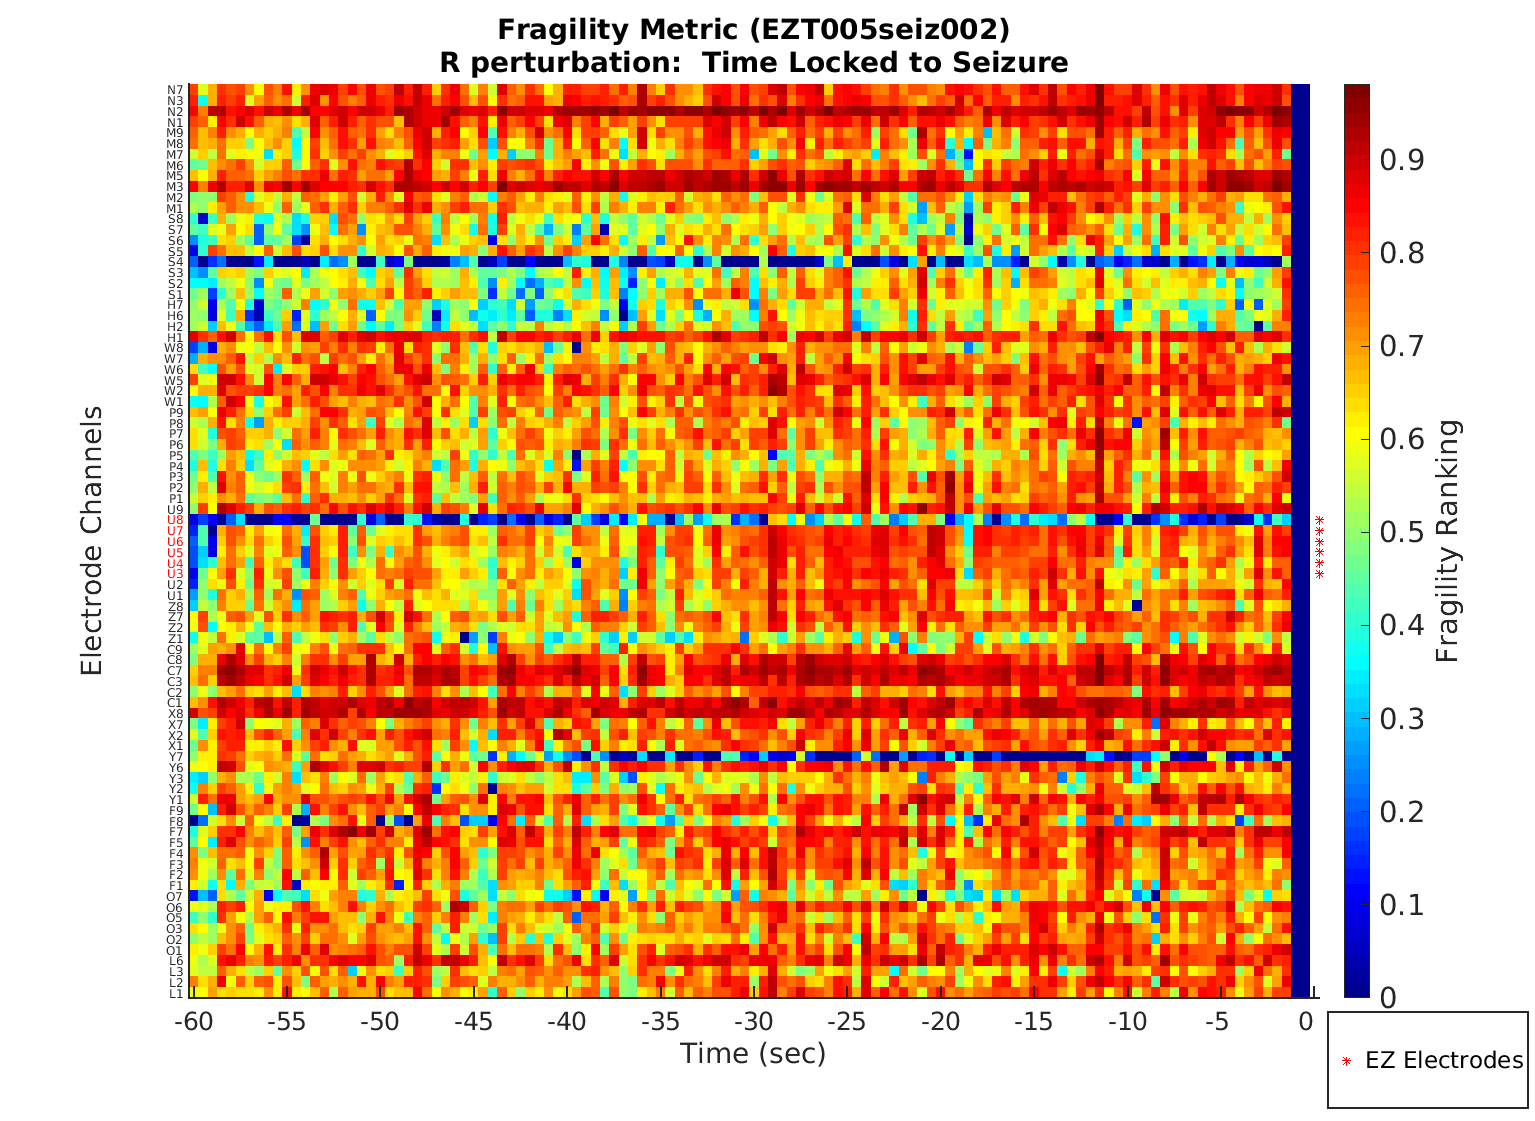 Fragility Metric (EZT005seiz002)
R perturbation:  Time Locked to Seizure
Electrode Channels
N7
N3
N2
N1
M9
M8
M7
M6
M5
M3
M2
M1
S8
S7
S6
S5
S4
S3
S2
S1
H7
H6
H2
H1
W8
W7
W6
W5
W2
W1
P9
P8
P7
P6
P5
P4
P3
P2
P1
U9
U8
U7
U6
U5
U4
U3
U2
U1
Z8
Z7
Z2
Z1
C9
C8
C7
C3
C2
C1
X8
X7
X2
X1
Y7
Y6
Y3
Y2
Y1
F9
F8
F7
F5
F4
F3
F2
F1
O7
O6
O5
O3
O2
O1
L6
L3
L2
L1
-60 -55 -50 -45 -40 -35 -30 -25 -20 -15 -10 -5 0
Time (sec)
0.9
0.8
0.7
0.6
0.5
0.4
0.3
0.2
0.1
0
Fragility Ranking
EZ Electrodes